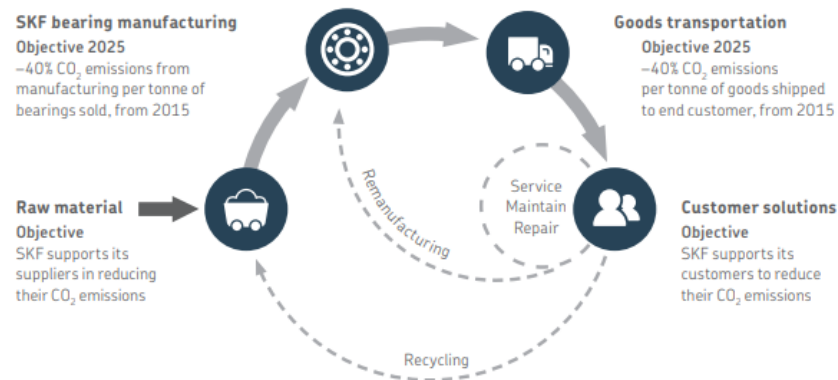 SKF bearing manufacturing
Objective 2025
–40% CO₂ emissions from
manufacturing per tonne of
bearings sold, from 2015
Goods transportation
Objective 2025
–40% CO₂ emissions
per tonne of goods shipped
to end customer, from 2015
Raw material
Objective
SKF supports its
suppliers in reducing
their CO₂ emissions
Remanufacturing
Service
Maintain
Repair
Customer solutions
Objective
SKF supports its
customers to reduce
their CO₂ emissions
Recycling